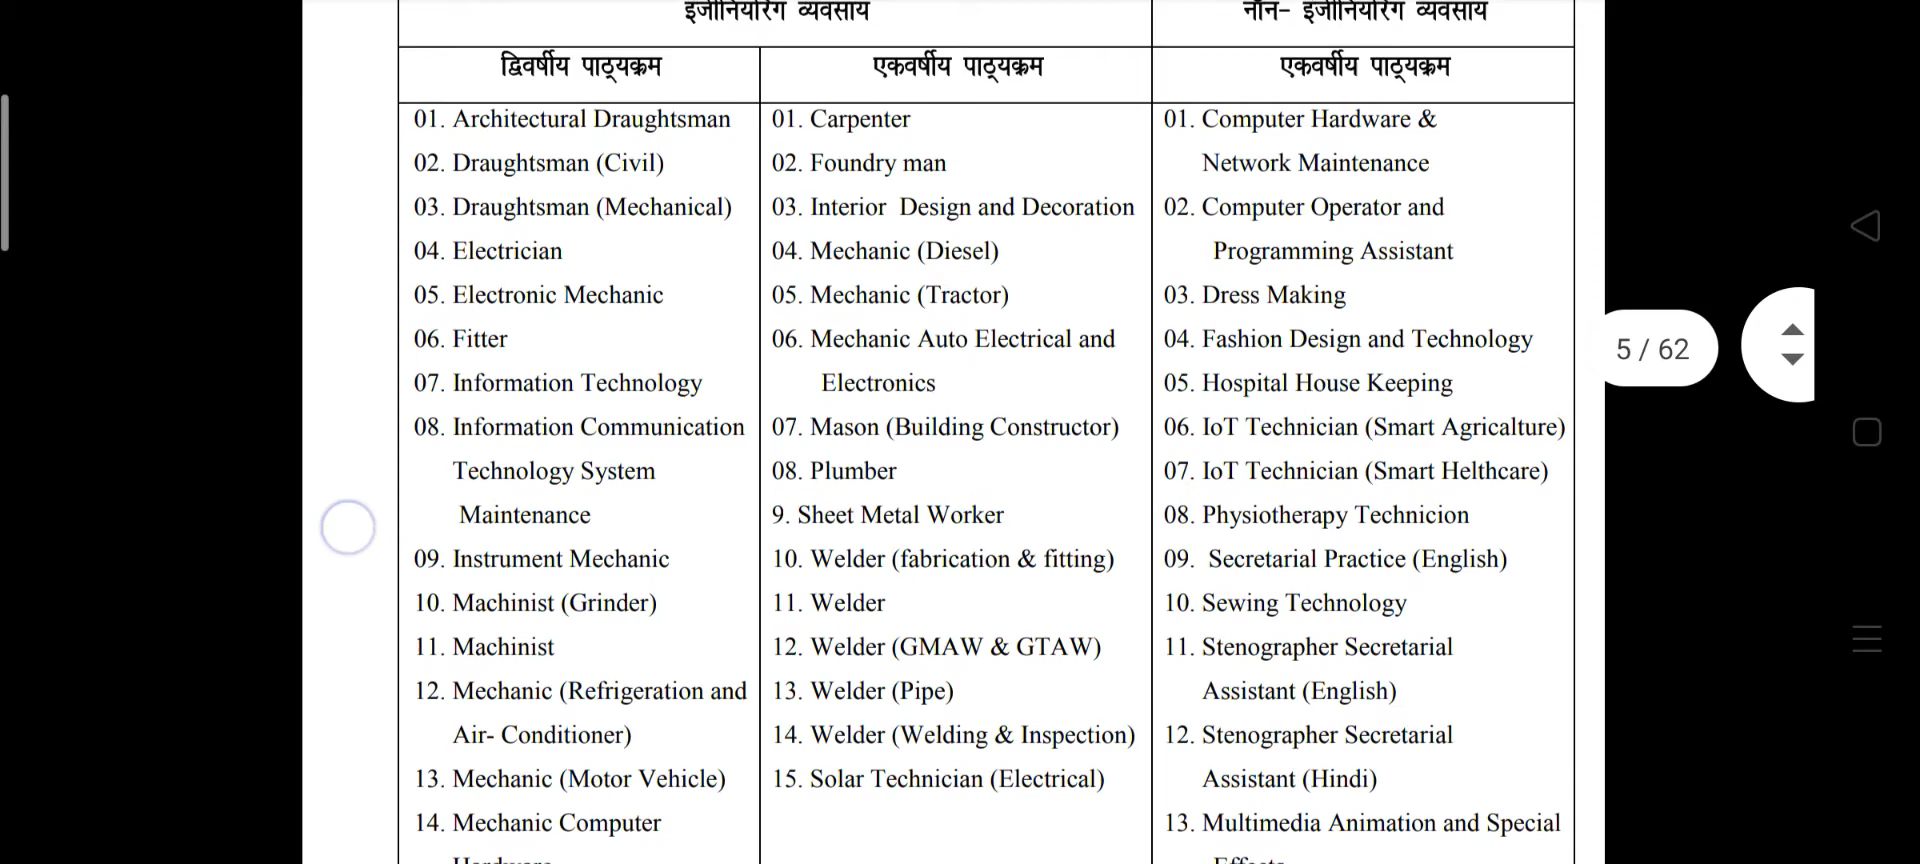 इंजीनियरिंग व्यवसाय
नॉन- इंजीनियरिंग व्यवसाय
द्विवर्षीय पाठ्यक्रम
एकवर्षीय पाठ्यक्रम
एकवर्षीय पाठ्यक्रम
01. Architectural Draughtsman
02. Draughtsman (Civil)
03. Draughtsman (Mechanical)
04. Electrician
05. Electronic Mechanic
06. Fitter
07. Information Technology
08. Information Communication
Technology System
Maintenance
09. Instrument Mechanic
10. Machinist (Grinder)
11. Machinist
12. Mechanic (Refrigeration and
Air- Conditioner)
13. Mechanic (Motor Vehicle)
14. Mechanic Computer
Hardware
01. Carpenter
02. Foundry man
03. Interior Design and Decoration
04. Mechanic (Diesel)
05. Mechanic (Tractor)
06. Mechanic Auto Electrical and
Electronics
07. Mason (Building Constructor)
08. Plumber
9. Sheet Metal Worker
10. Welder (fabrication & fitting)
11. Welder
12. Welder (GMAW & GTAW)
13. Welder (Pipe)
14. Welder (Welding & Inspection)
15. Solar Technician (Electrical)
01. Computer Hardware &
Network Maintenance
02. Computer Operator and
Programming Assistant
03. Dress Making
04. Fashion Design and Technology
05. Hospital House Keeping
06. IoT Technician (Smart Agricalture)
07. IoT Technician (Smart Helthcare)
08. Physiotherapy Technicion
09. Secretarial Practice (English)
10. Sewing Technology
11. Stenographer Secretarial
Assistant (English)
12. Stenographer Secretarial
Assistant (Hindi)
13. Multimedia Animation and Special
Effects
5 / 62